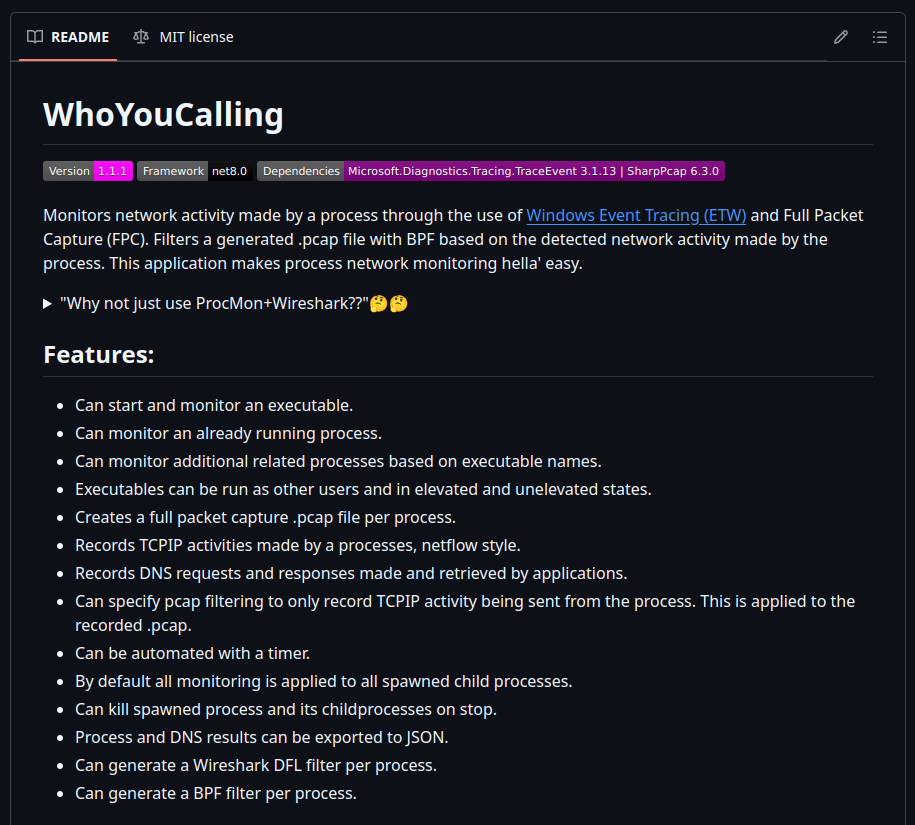 README MIT license
WhoYouCalling
Version 1.1.1 Framework net8.0 Dependencies Microsoft.Diagnostics.Tracing.TraceEvent 3.1.13 | SharpPcap 6.3.0
Monitors network activity made by a process through the use of Windows Event Tracing (ETW) and Full Packet
Capture (FPC). Filters a generated .pcap file with BPF based on the detected network activity made by the
process. This application makes process network monitoring hella' easy.
"Why not just use ProcMon+Wireshark??"🤔🤔
Features:
Can start and monitor an executable.
Can monitor an already running process.
Can monitor additional related processes based on executable names.
Executables can be run as other users and in elevated and unelevated states.
Creates a full packet capture .pcap file per process.
Records TCPIP activities made by a processes, netflow style.
Records DNS requests and responses made and retrieved by applications.
Can specify pcap filtering to only record TCPIP activity being sent from the process. This is applied to the
recorded .pcap.
Can be automated with a timer.
By default all monitoring is applied to all spawned child processes.
Can kill spawned process and its childprocesses on stop.
Process and DNS results can be exported to JSON.
Can generate a Wireshark DFL filter per process.
Can generate a BPF filter per process.